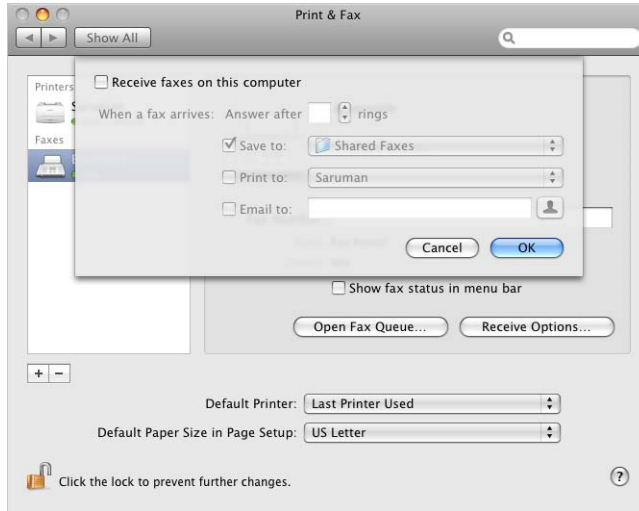 Print & Fax
Show All
Printers
Receive faxes on this computer
When a fax arrives: Answer after rings
Faxes
Save to: Shared Faxes
Print to: Saruman
Email to:
Cancel OK
Show fax status in menu bar
Open Fax Queue... Receive Options...
+ −
Default Printer: Last Printer Used
Default Paper Size in Page Setup: US Letter
Click the lock to prevent further changes. ?